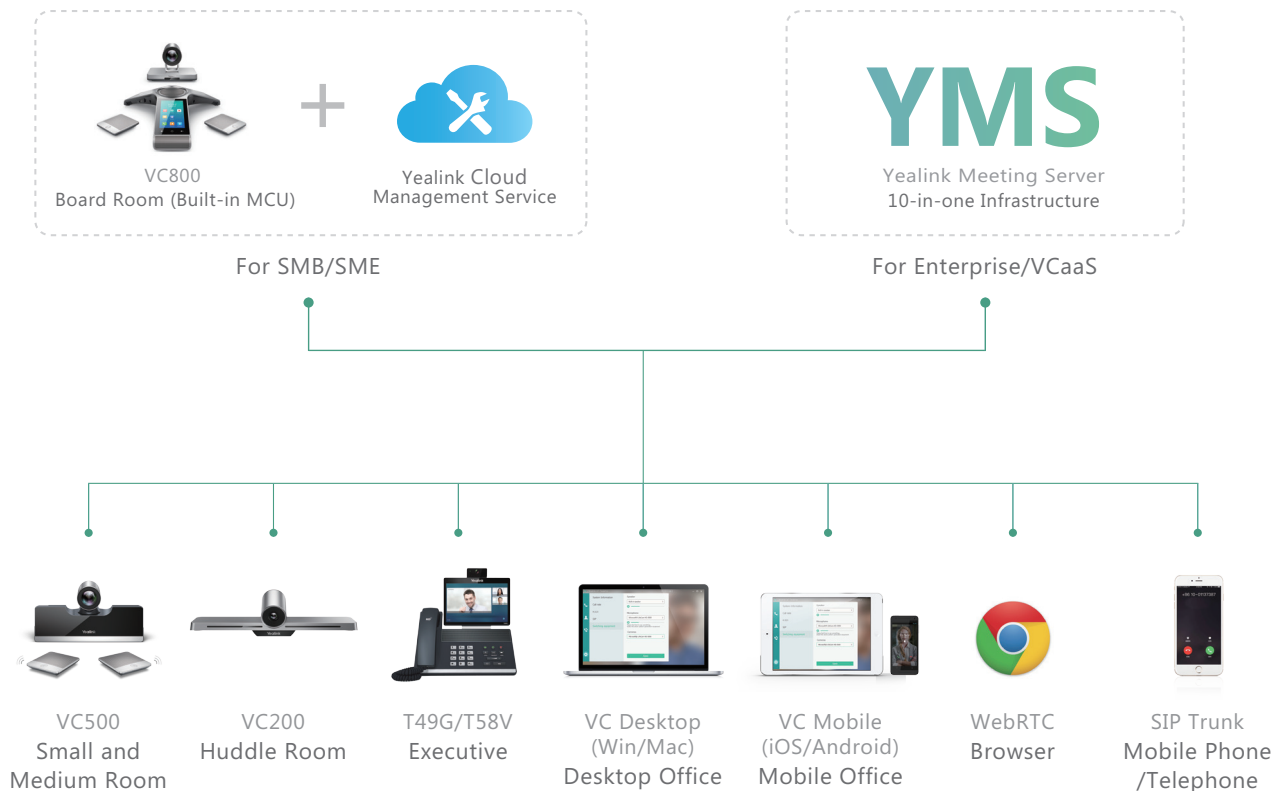 YMS
VC800
Board Room (Built-in MCU)
Yealink Cloud
Management Service
Yealink Meeting Server
10-in-one Infrastructure
For SMB/SME
For Enterprise/VCaaS
VC500
Small and
Medium Room
VC200
Huddle Room
T49G/T58V
Executive
VC Desktop
(Win/Mac)
Desktop Office
VC Mobile
(iOS/Android)
Mobile Office
WebRTC
Browser
SIP Trunk
Mobile Phone
/Telephone